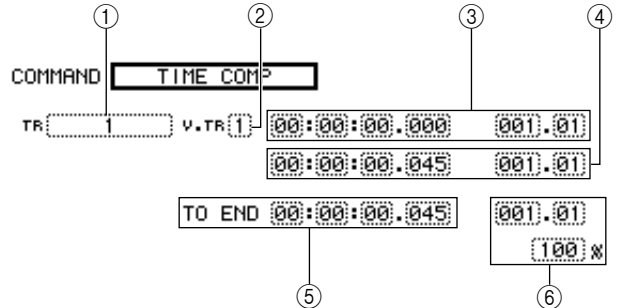 ① ② ③ ④
COMMAND TIME COMP
TR 1 V.TR 1 00:00:00.000 001.01
00:00:00.045 001.01
TO END 00:00:00.045 001.01
100 %
⑤ ⑥